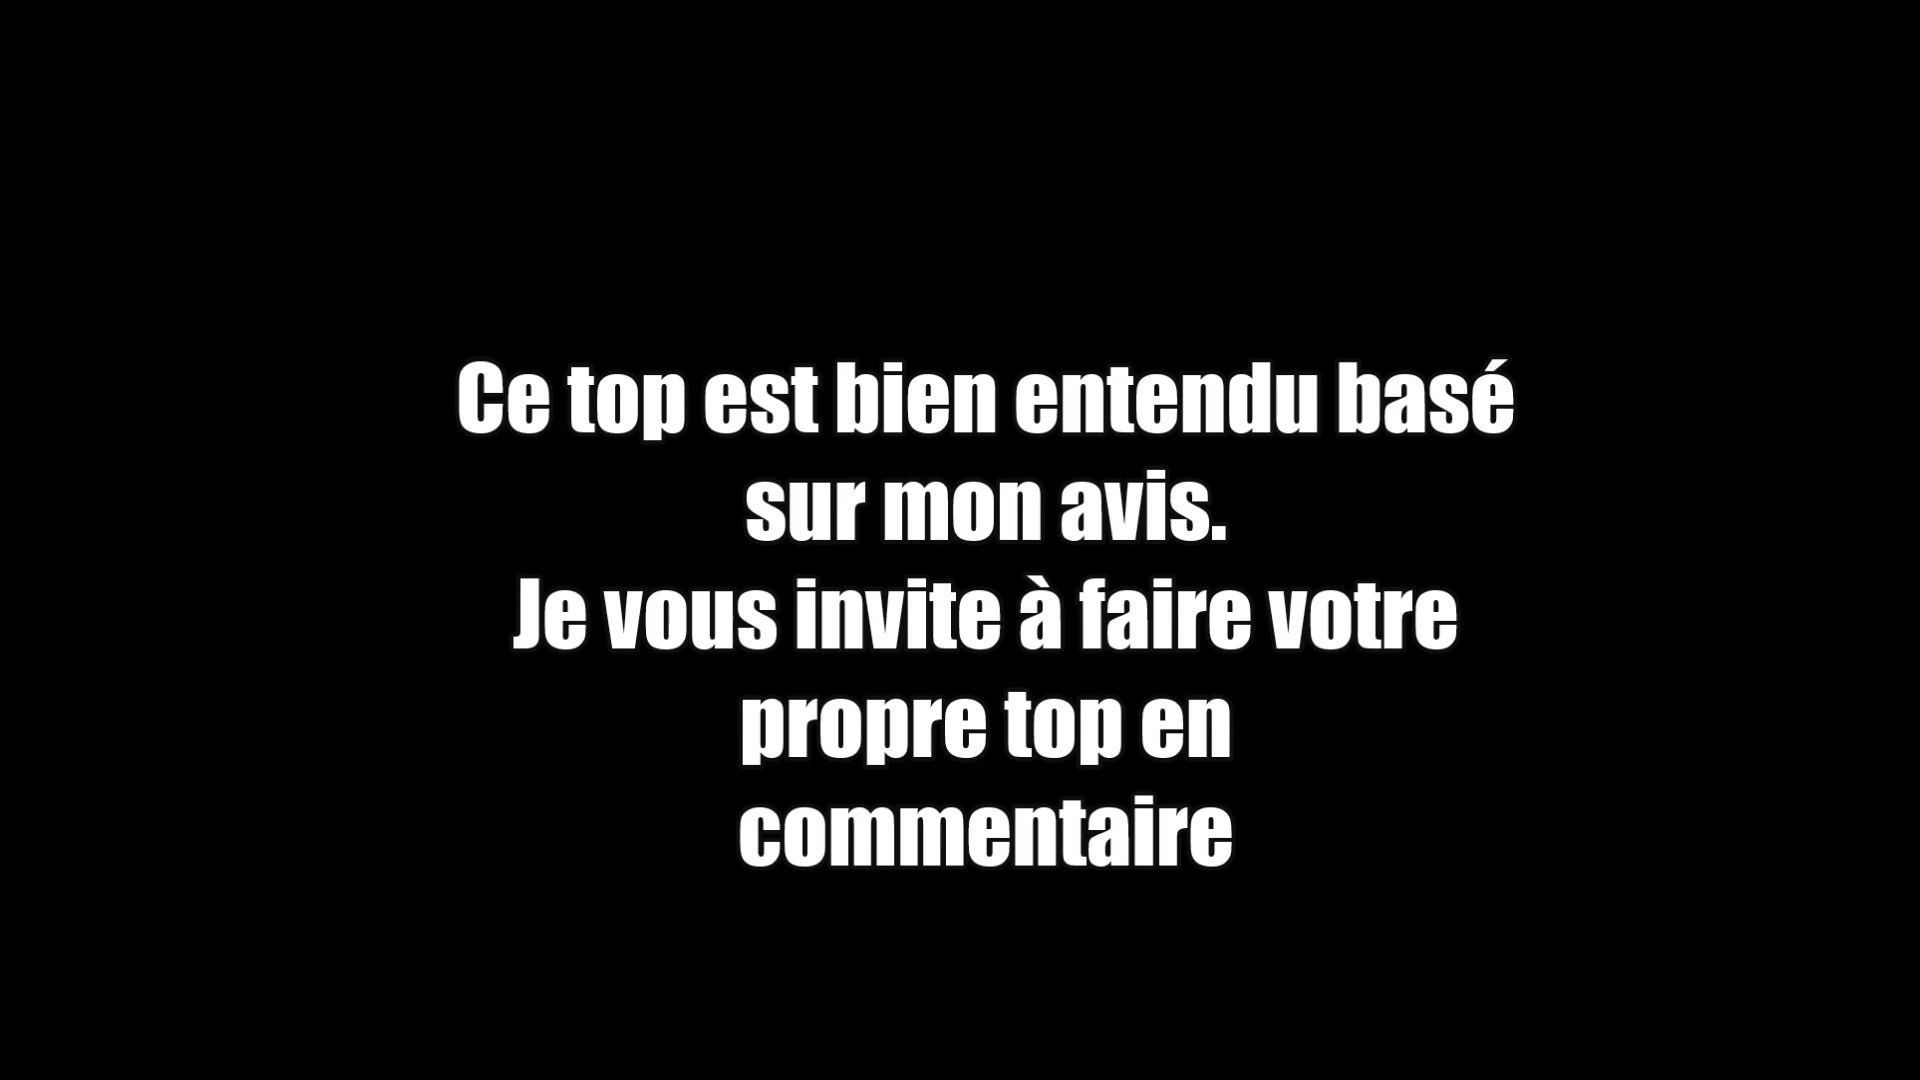 Ce top est bien entendu basé
sur mon avis.
Je vous invite à faire votre
propre top en
commentaire